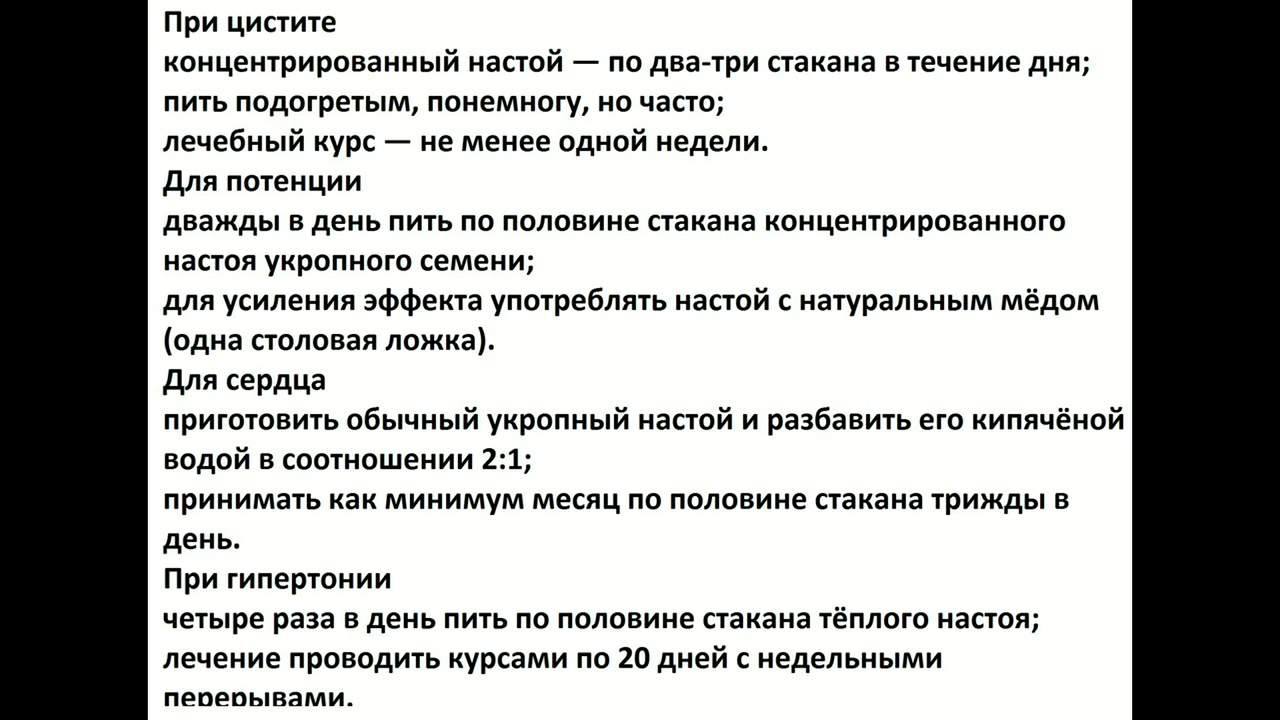 При цистите
концентрированный настой — по два-три стакана в течение дня;
пить подогретым, понемногу, но часто;
лечебный курс — не менее одной недели.
Для потенции
дважды в день пить по половине стакана концентрированного
настоя укропного семени;
для усиления эффекта употреблять настой с натуральным мёдом
(одна столовая ложка).
Для сердца
приготовить обычный укропный настой и разбавить его кипячёной
водой в соотношении 2:1;
принимать как минимум месяц по половине стакана трижды в
день.
При гипертонии
четыре раза в день пить по половине стакана тёплого настоя;
лечение проводить курсами по 20 дней с недельными
перерывами.